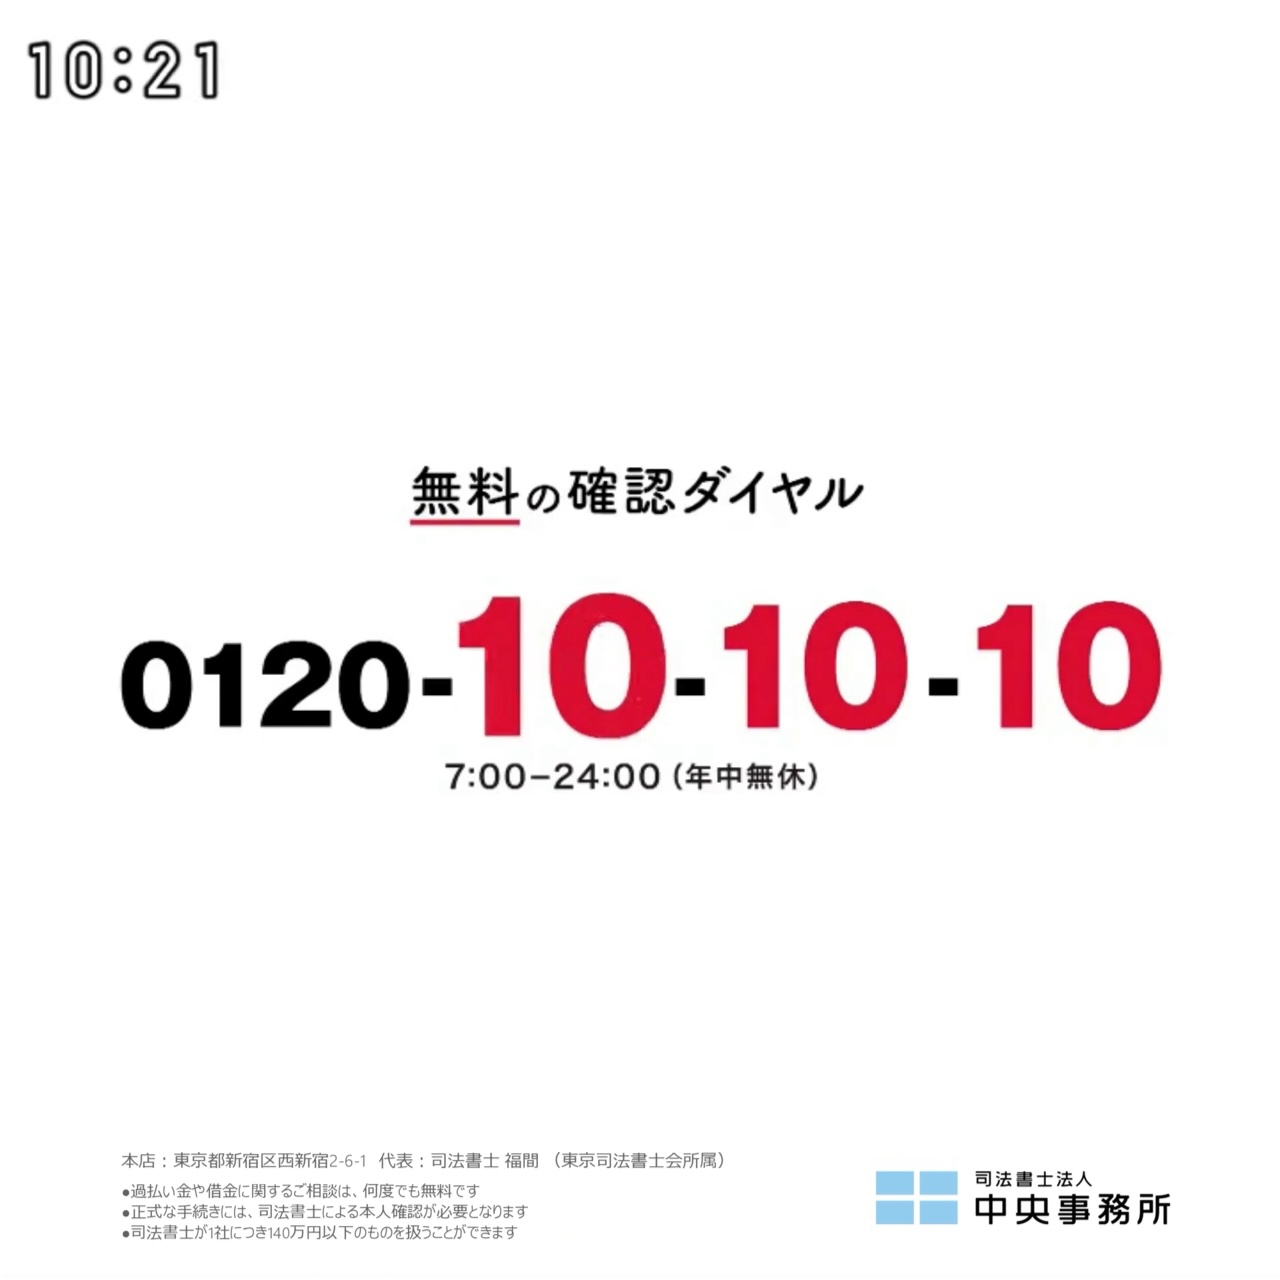 10:21
無料の確認ダイヤル
0120-10-10-10
7:00−24:00（年中無休）
本店：東京都新宿区西新宿2-6-1 代表：司法書士 福間 （東京司法書士会所属）
●過払い金や借金に関するご相談は、何度でも無料です
●正式な手続きには、司法書士による本人確認が必要となります
●司法書士が1社につき140万円以下のものを扱うことができます
司法書士法人
中央事務所